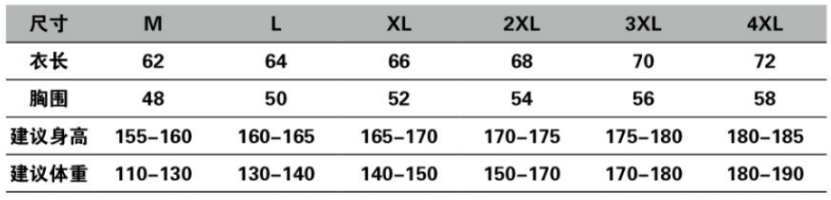 尺寸 M L XL 2XL 3XL 4XL
衣长 62 64 66 68 70 72
胸围 48 50 52 54 56 58
建议身高 155–160 160–165 165–170 170–175 175–180 180–185
建议体重 110–130 130–140 140–150 150–170 170–180 180–190